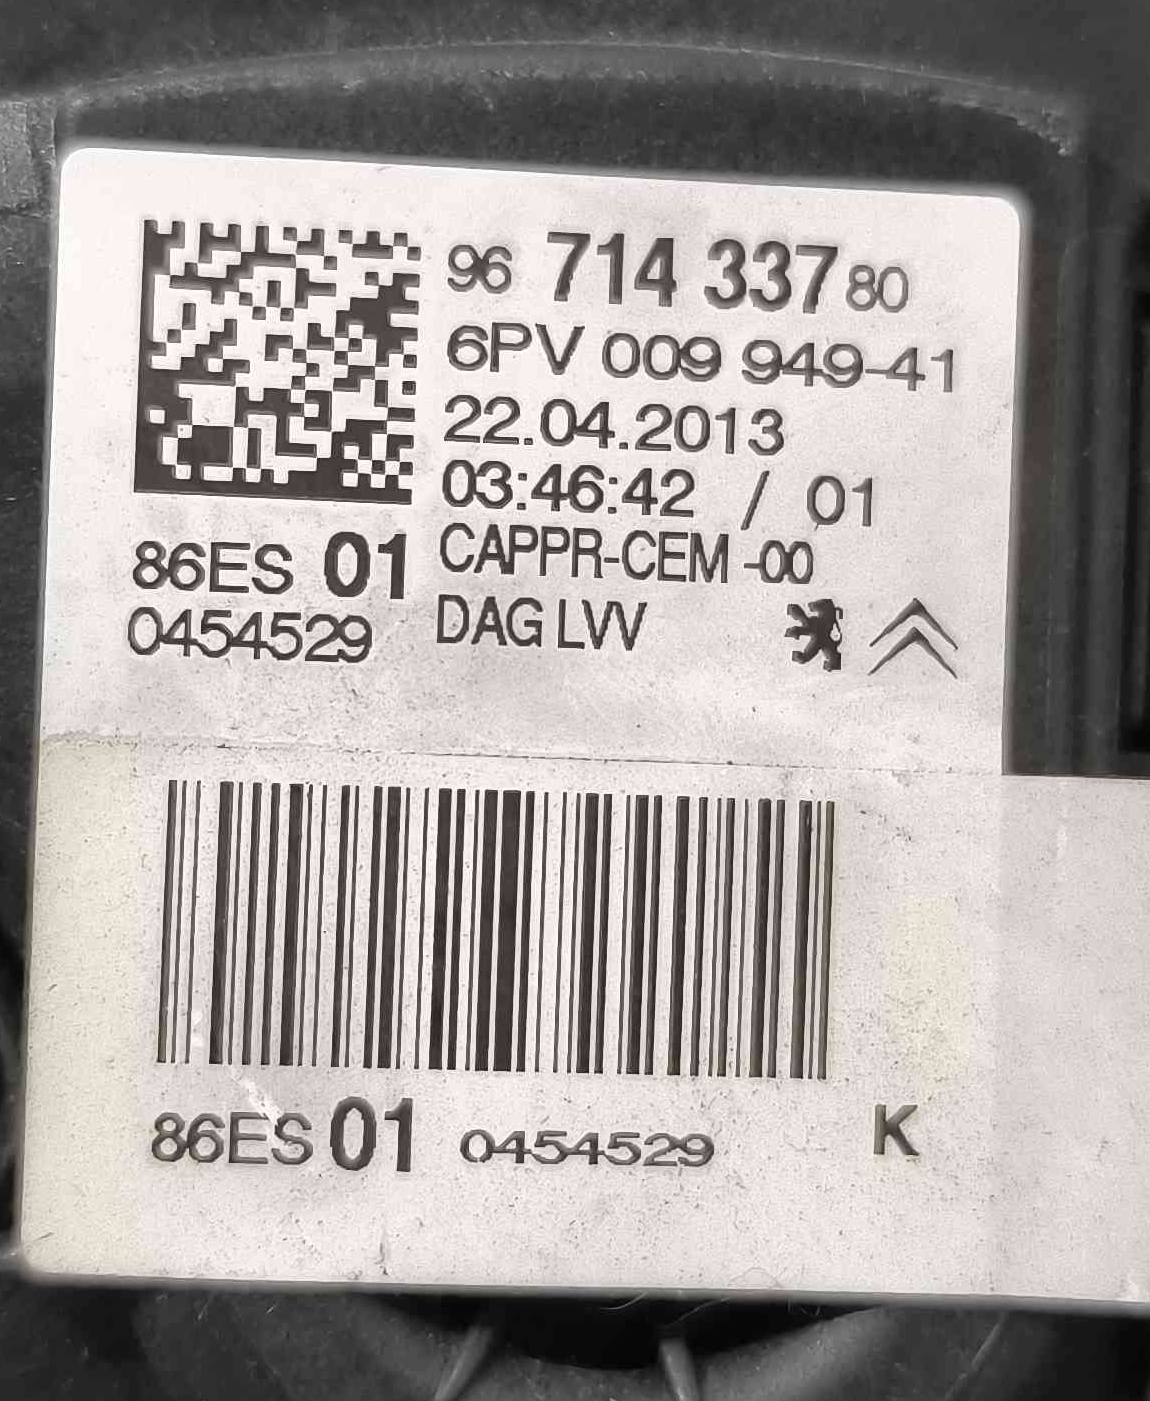 96 714 337 80
6PV 009 949-41
22.04.2013
03:46:42 / 01
86ES 01 CAPPR-CEM -00
0454529 DAG LVV
86ES 01 0454529 K